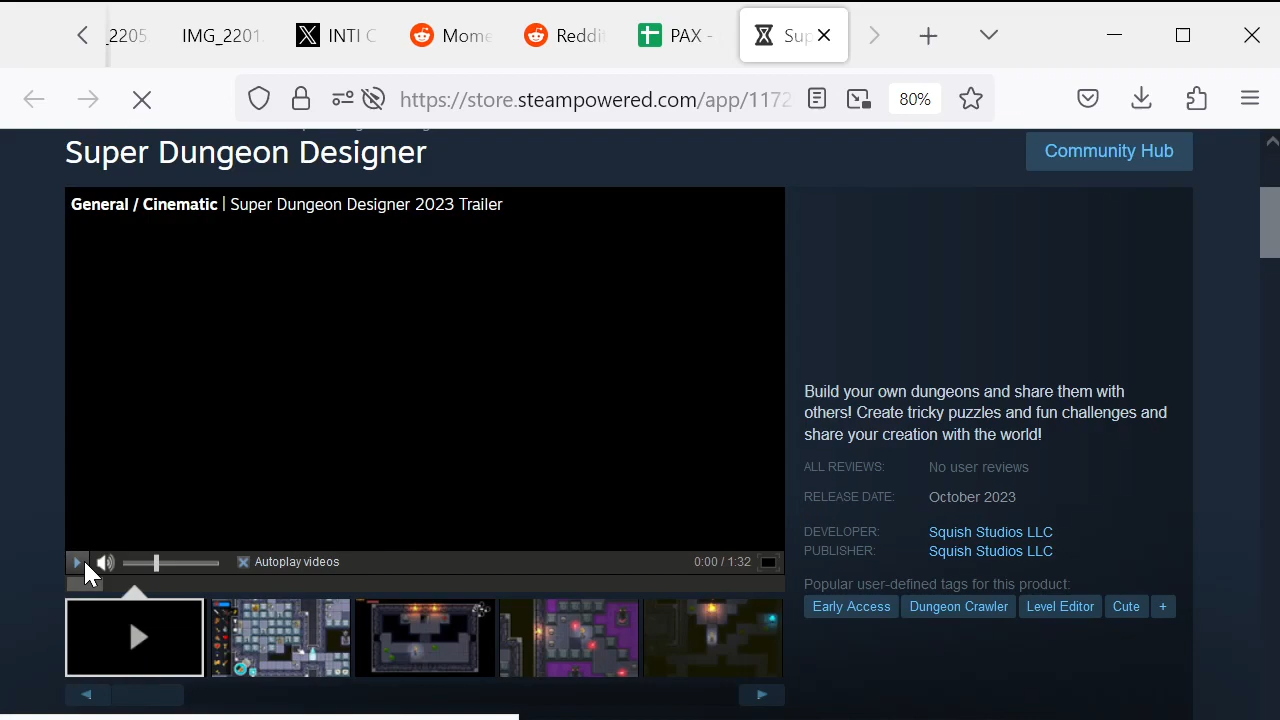 _2205
IMG_2201.
INTI C
Mome
Reddi
PAX -
Sup
https://store.steampowered.com/app/1172
80%
Super Dungeon Designer
Community Hub
General / Cinematic | Super Dungeon Designer 2023 Trailer
Build your own dungeons and share them with
others! Create tricky puzzles and fun challenges and
share your creation with the world!
ALL REVIEWS: No user reviews
RELEASE DATE: October 2023
DEVELOPER: Squish Studios LLC
PUBLISHER: Squish Studios LLC
Autoplay videos
0:00 / 1:32
Popular user-defined tags for this product:
Early Access Dungeon Crawler Level Editor Cute +